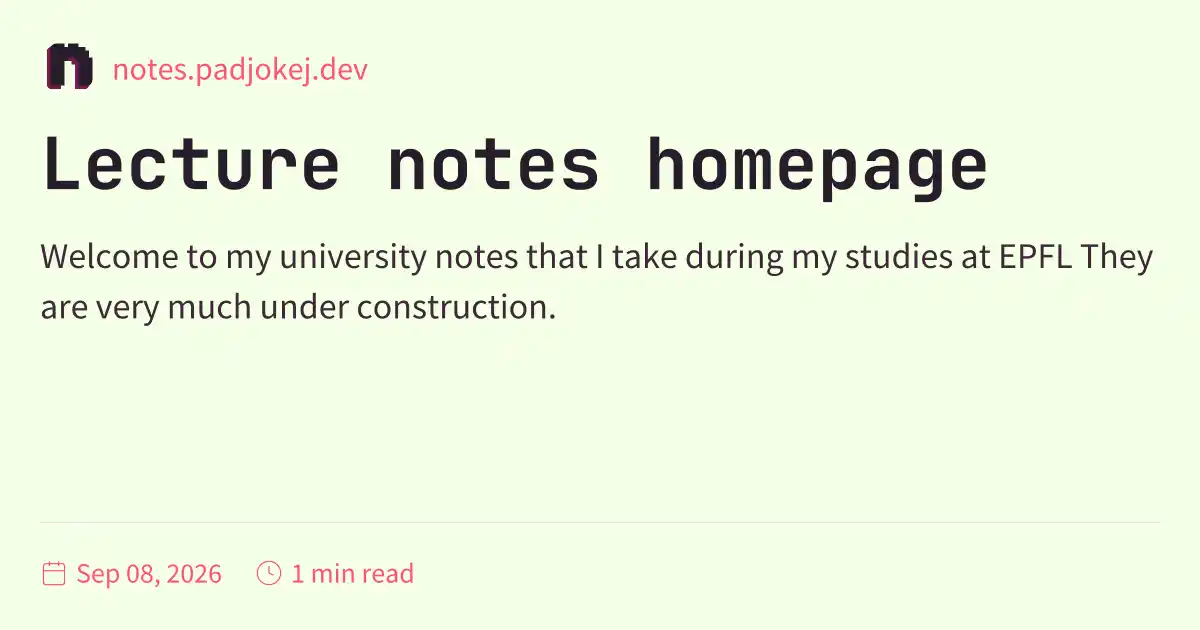 n notes.padjokej.dev
Lecture notes homepage
Welcome to my university notes that I take during my studies at EPFL They
are very much under construction.
Sep 08, 2026 1 min read